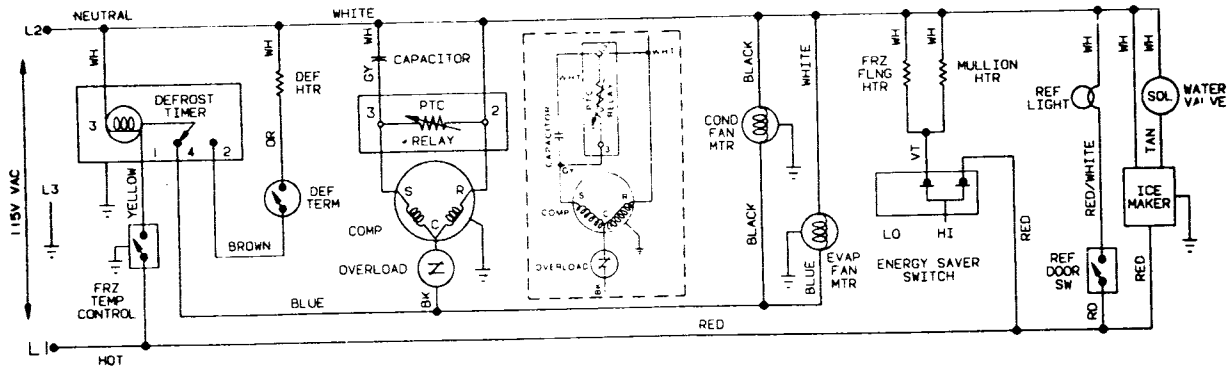 L2
NEUTRAL
WHITE
WH
WH
WH
BLACK
WHITE
WH
WH
WH
WH
WH
DEF
HTR
GY
CAPACITOR
WHT
WHT
CAPACITOR
PTC
RELAY
3
GY
FRZ
FLNG
HTR
MULLION
HTR
REF
LIGHT
SOL
WATER
VALVE
DEFROST
TIMER
3
1
4
2
OR
3
PTC
RELAY
2
COND
FAN
MTR
VT
RED/WHITE
TAN
115V VAC
L3
YELLOW
DEF
TERM
S
R
C
COMP
S
R
C
COMP
BLACK
ICE
MAKER
BROWN
OVERLOAD
OVERLOAD
LO
HI
RED
FRZ
TEMP
CONTROL
BLUE
BK
BK
BLUE
EVAP
FAN
MTR
ENERGY SAVER
SWITCH
REF
DOOR
SW
RED
RD
RED
L1
HOT